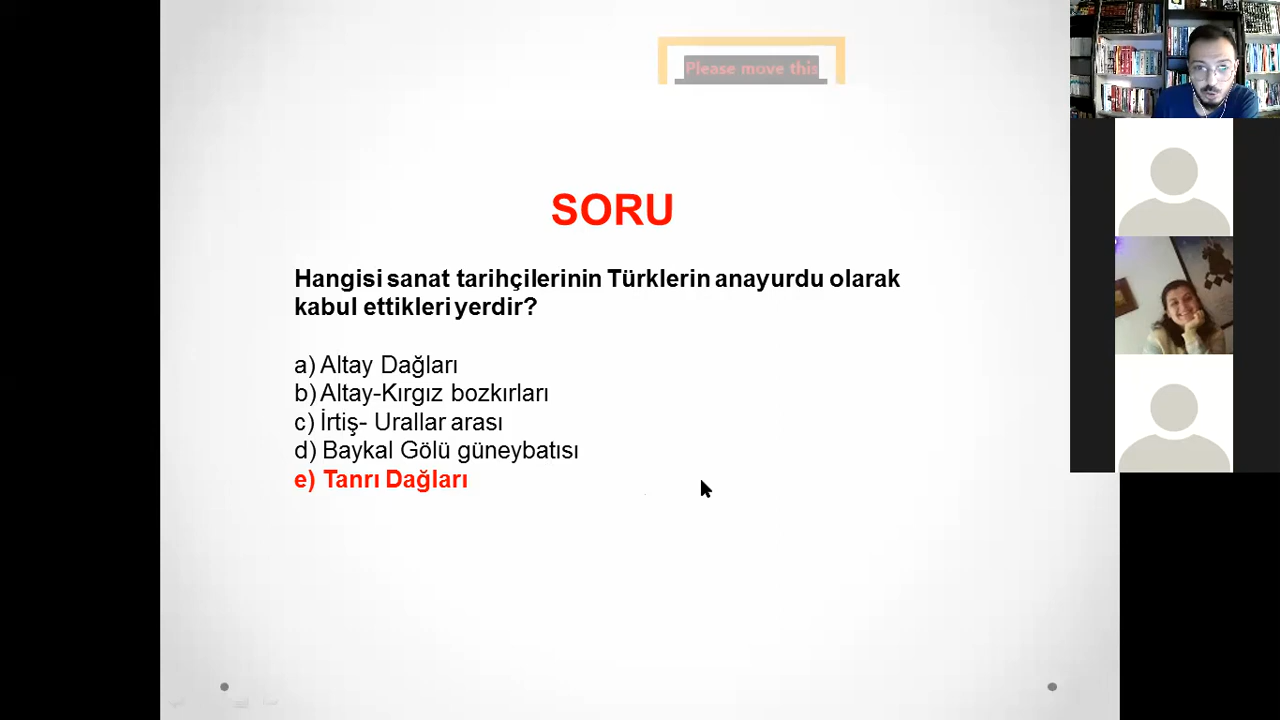 Please move this
SORU
Hangisi sanat tarihçilerinin Türklerin anayurdu olarak
kabul ettikleri yerdir?
a) Altay Dağları
b) Altay-Kırgız bozkırları
c) İrtiş- Urallar arası
d) Baykal Gölü güneybatısı
e) Tanrı Dağları